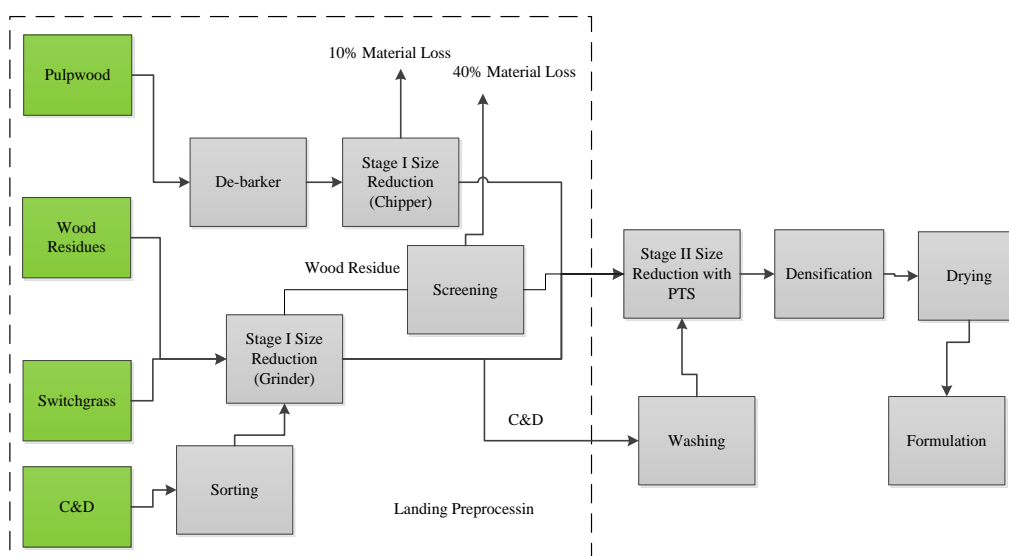 10% Material Loss
40% Material Loss
Pulpwood
De-barker
Stage I Size
Reduction
(Chipper)
Wood
Residues
Wood Residue
Screening
Stage II Size
Reduction with
PTS
Densification
Drying
Stage I Size
Reduction
(Grinder)
Switchgrass
C&D
Washing
Formulation
Sorting
C&D
Landing Preprocessin